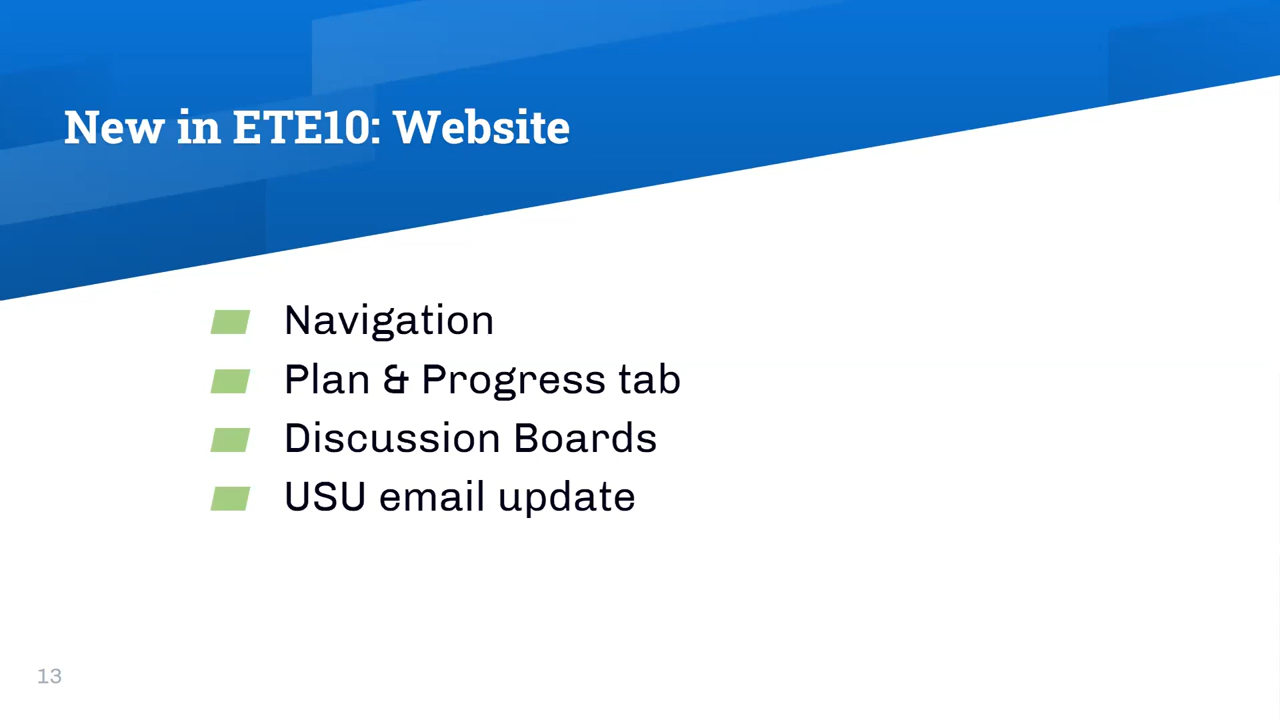 New in ETE10: Website
Navigation
Plan & Progress tab
Discussion Boards
USU email update
13